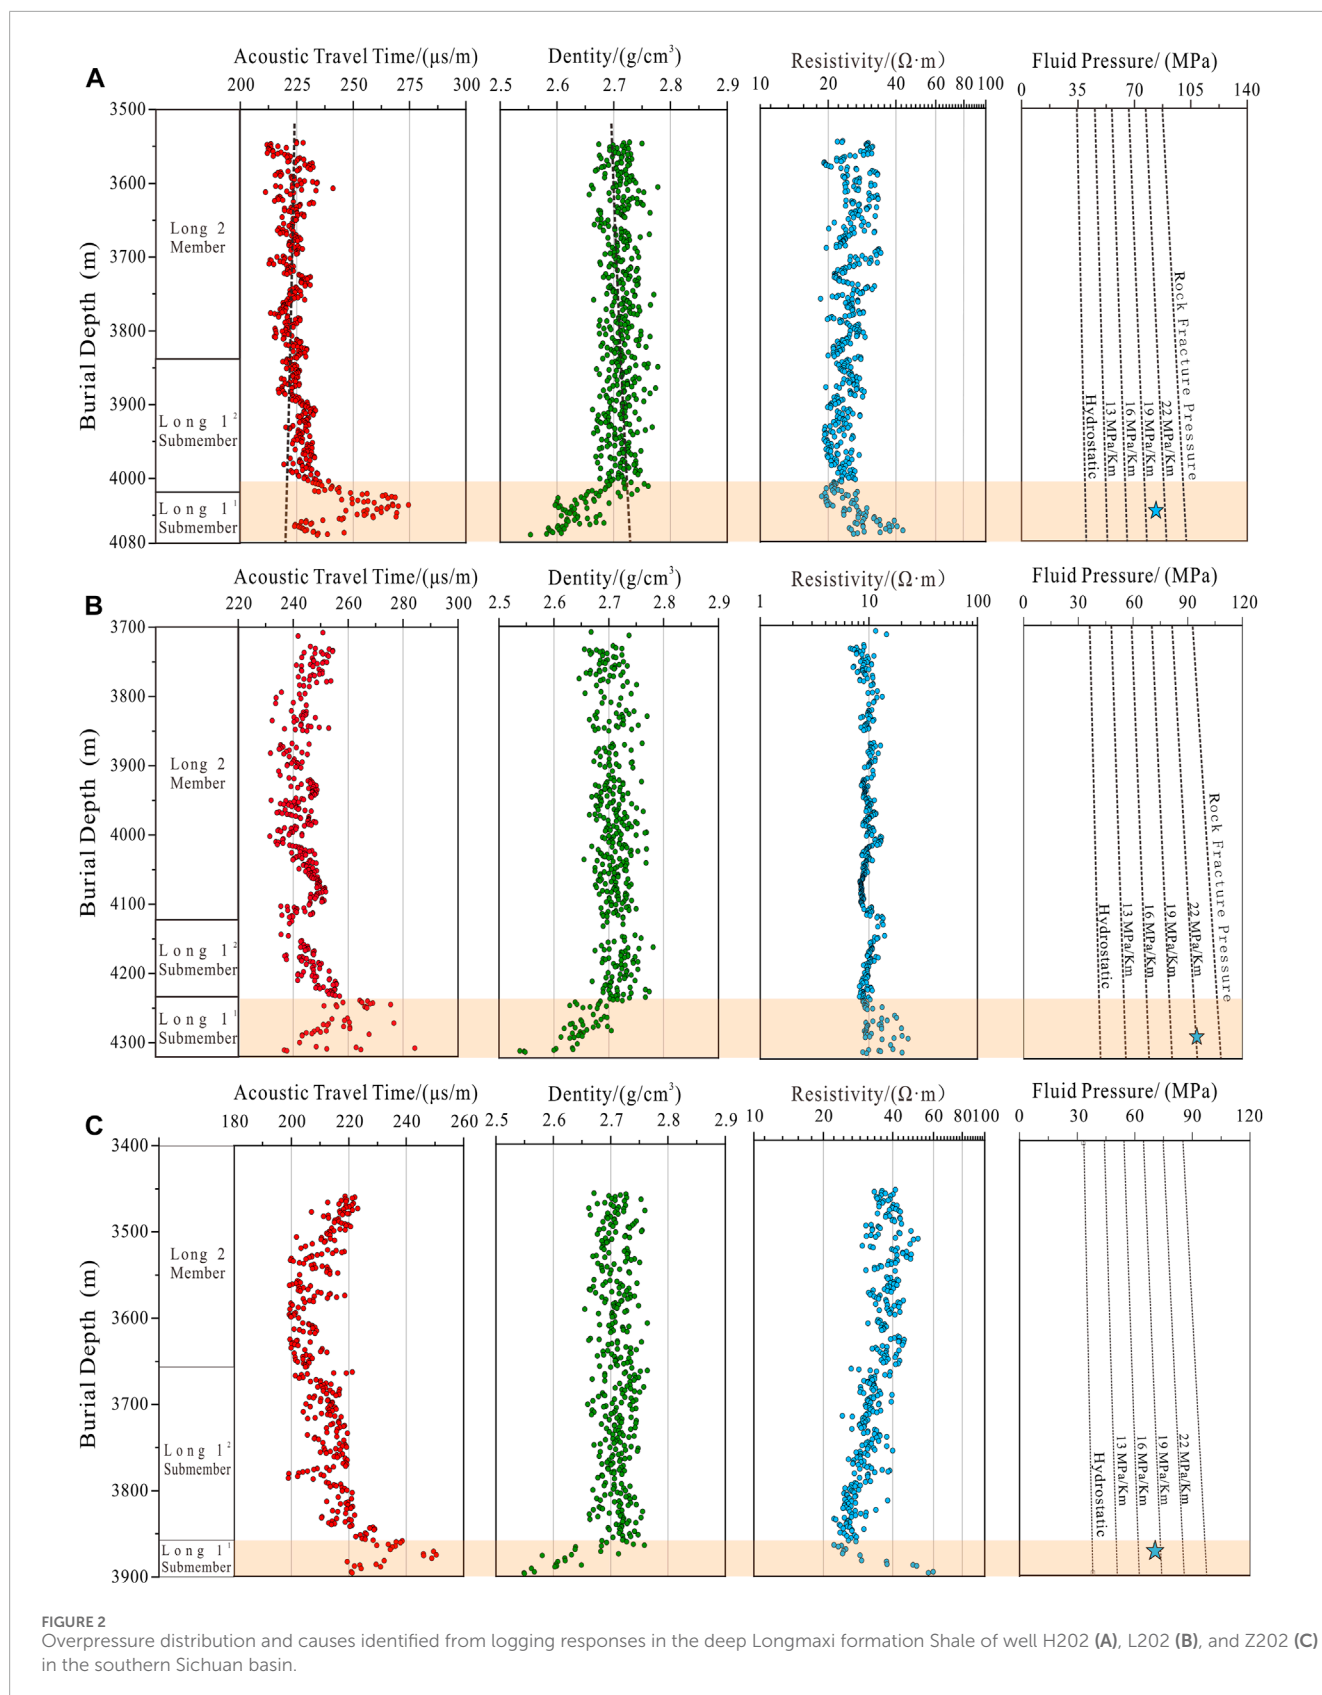 A
Acoustic Travel Time/(μs/m)
Dentity/(g/cm³)
Resistivity/(Ω·m)
Fluid Pressure/ (MPa)
200 225 250 275 300
2.5 2.6 2.7 2.8 2.9
10 20 40 60 80 100
0 35 70 105 140
Burial Depth (m)
3500
3600
3700
3800
3900
4000
4080
Long 2
Member
Long 1²
Submember
Long 1¹
Submember
Hydrostatic
13 MPa/Km
16 MPa/Km
19 MPa/Km
22 MPa/Km
Rock Fracture Pressure
B
Acoustic Travel Time/(μs/m)
Dentity/(g/cm³)
Resistivity/(Ω·m)
Fluid Pressure/ (MPa)
220 240 260 280 300
2.5 2.6 2.7 2.8 2.9
1 10 100
0 30 60 90 120
Burial Depth (m)
3700
3800
3900
4000
4100
4200
4300
Long 2
Member
Long 1²
Submember
Long 1¹
Submember
Hydrostatic
13 MPa/Km
16 MPa/Km
19 MPa/Km
22 MPa/Km
Rock Fracture Pressure
C
Acoustic Travel Time/(μs/m)
Dentity/(g/cm³)
Resistivity/(Ω·m)
Fluid Pressure/ (MPa)
180 200 220 240 260
2.5 2.6 2.7 2.8 2.9
10 20 40 60 80100
0 30 60 90 120
Burial Depth (m)
3400
3500
3600
3700
3800
3900
Long 2
Member
Long 1²
Submember
Long 1¹
Submember
Hydrostatic
13 MPa/Km
16 MPa/Km
19 MPa/Km
22 MPa/Km
FIGURE 2
Overpressure distribution and causes identified from logging responses in the deep Longmaxi formation Shale of well H202 (A), L202 (B), and Z202 (C)
in the southern Sichuan basin.